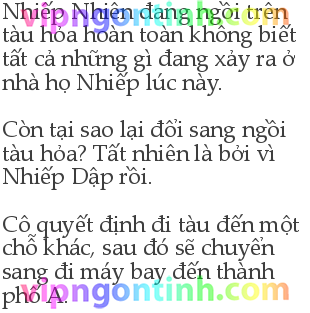 Nhiếp Nhiên đang ngồi trên
tàu hỏa hoàn toàn không biết
tất cả những gì đang xảy ra ở
nhà họ Nhiếp lúc này.
Còn tại sao lại đổi sang ngồi
tàu hỏa? Tất nhiên là bởi vì
Nhiếp Dập rồi.
Cô quyết định đi tàu đến một
chỗ khác, sau đó sẽ chuyển
sang đi máy bay đến thành
phố A.
vipngontinh.com
vipngontinh.com